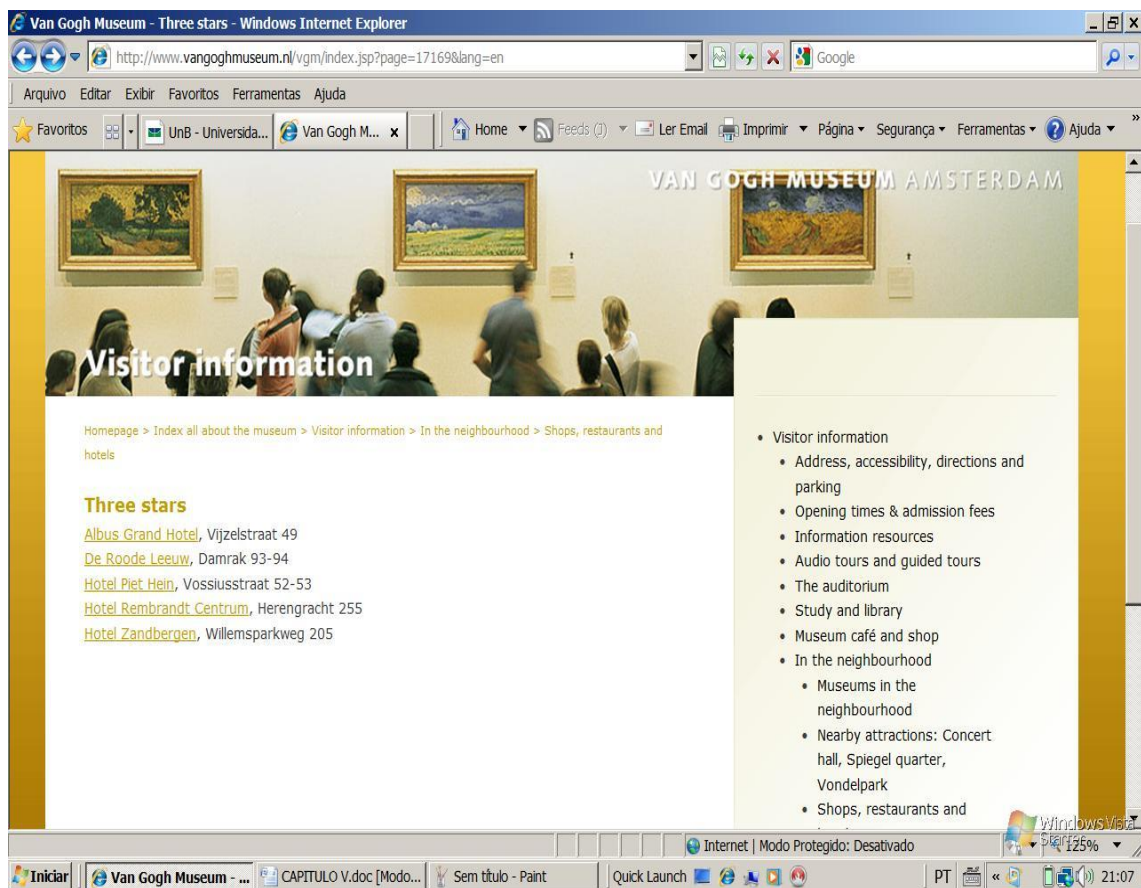 Van Gogh Museum - Three stars - Windows Internet Explorer
http://www.vangoghmuseum.nl/vgm/index.jsp?page=17169&lang=en
Google
Arquivo Editar Exibir Favoritos Ferramentas Ajuda
Favoritos UnB - Universida... Van Gogh M... x Home Feeds (J) Ler Email Imprimir Página Segurança Ferramentas Ajuda »
VAN GOGH MUSEUM AMSTERDAM
Visitor information
Homepage > Index all about the museum > Visitor information > In the neighbourhood > Shops, restaurants and
hotels
Three stars
Albus Grand Hotel, Vijzelstraat 49
De Roode Leeuw, Damrak 93-94
Hotel Piet Hein, Vossiusstraat 52-53
Hotel Rembrandt Centrum, Herengracht 255
Hotel Zandbergen, Willemsparkweg 205
• Visitor information
• Address, accessibility, directions and
parking
• Opening times & admission fees
• Information resources
• Audio tours and guided tours
• The auditorium
• Study and library
• Museum café and shop
• In the neighbourhood
• Museums in the
neighbourhood
• Nearby attractions: Concert
hall, Spiegel quarter,
Vondelpark
• Shops, restaurants and
Windows Vista
Starter
Internet | Modo Protegido: Desativado 125%
Iniciar Van Gogh Museum - ... CAPITULO V.doc [Modo... Sem título - Paint Quick Launch PT « 21:07